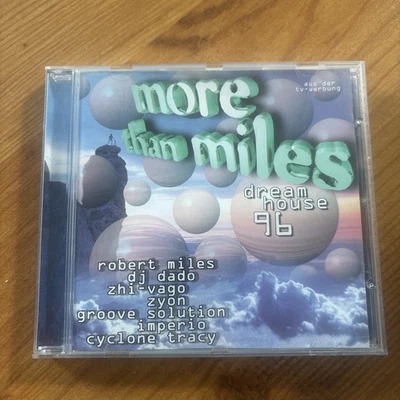 more
than miles
aus der
tv-werbung
dream
house
96
robert miles
dj dado
zhi-vago
zyon
groove solution
imperio
cyclone tracy